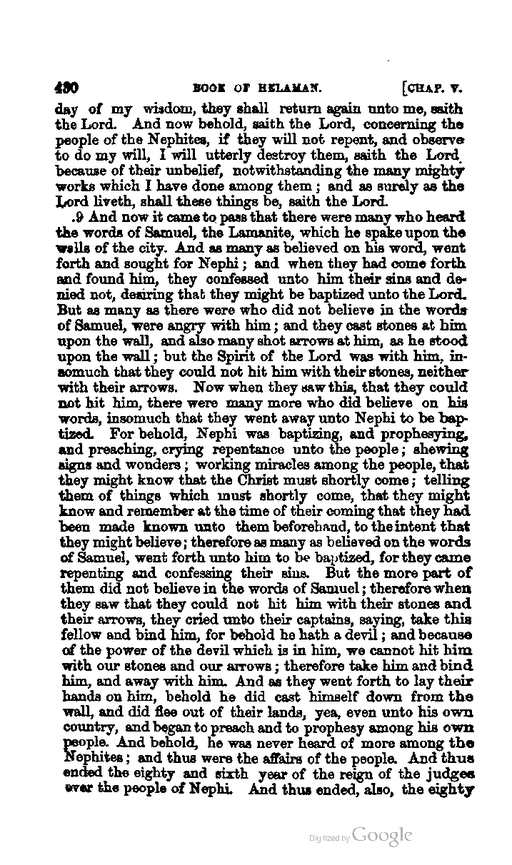 430 BOOK OF HELAMAN. [CHAP. V.
day of my wisdom, they shall return again unto me, saith
the Lord. And now behold, saith the Lord, concerning the
people of the Nephites, if they will not repent, and observe
to do my will, I will utterly destroy them, saith the Lord
because of their unbelief, notwithstanding the many mighty
works which I have done among them; and as surely as the
Lord liveth, shall these things be, saith the Lord.
.9 And now it came to pass that there were many who heard
the words of Samuel, the Lamanite, which he spake upon the
walls of the city. And as many as believed on his word, went
forth and sought for Nephi; and when they had come forth
and found him, they confessed unto him their sins and de-
nied not, desiring that they might be baptized unto the Lord.
But as many as there were who did not believe in the words
of Samuel, were angry with him; and they cast stones at him
upon the wall, and also many shot arrows at him, as he stood
upon the wall; but the Spirit of the Lord was with him, in-
somuch that they could not hit him with their stones, neither
with their arrows. Now when they saw this, that they could
not hit him, there were many more who did believe on his
words, insomuch that they went away unto Nephi to be bap-
tized. For behold, Nephi was baptizing, and prophesying,
and preaching, crying repentance unto the people; shewing
signs and wonders; working miracles among the people, that
they might know that the Christ must shortly come; telling
them of things which must shortly come, that they might
know and remember at the time of their coming that they had
been made known unto them beforehand, to the intent that
they might believe; therefore as many as believed on the words
of Samuel, went forth unto him to be baptized, for they came
repenting and confessing their sins. But the more part of
them did not believe in the words of Samuel; therefore when
they saw that they could not hit him with their stones and
their arrows, they cried unto their captains, saying, take this
fellow and bind him, for behold he hath a devil; and because
of the power of the devil which is in him, we cannot hit him
with our stones and our arrows; therefore take him and bind
him, and away with him. And as they went forth to lay their
hands on him, behold he did cast himself down from the
wall, and did flee out of their lands, yea, even unto his own
country, and began to preach and to prophesy among his own
people. And behold, he was never heard of more among the
Nephites; and thus were the affairs of the people. And thus
ended the eighty and sixth year of the reign of the judges
over the people of Nephi. And thus ended, also, the eighty
Digitized by Google